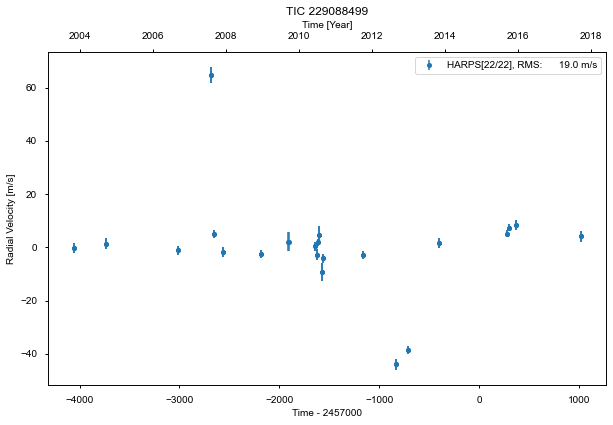 TIC 229088499
Time [Year]
2004 2006 2008 2010 2012 2014 2016 2018
HARPS[22/22], RMS: 19.0 m/s
Radial Velocity [m/s]
60
40
20
0
−20
−40
−4000 −3000 −2000 −1000 0 1000
Time - 2457000